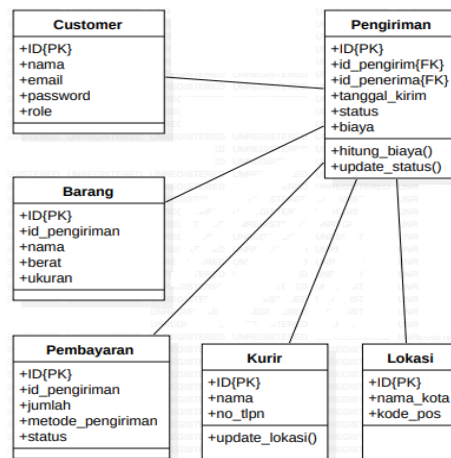 Customer
+ID{PK}
+nama
+email
+password
+role
Pengiriman
+ID{PK}
+id_pengirim{FK}
+id_penerima{FK}
+tanggal_kirim
+status
+biaya
+hitung_biaya()
+update_status()
Barang
+ID{PK}
+id_pengiriman
+nama
+berat
+ukuran
Pembayaran
+ID{PK}
+id_pengiriman
+jumlah
+metode_pengiriman
+status
Kurir
+ID{PK}
+nama
+no_tlpn
+update_lokasi()
Lokasi
+ID{PK}
+nama_kota
+kode_pos